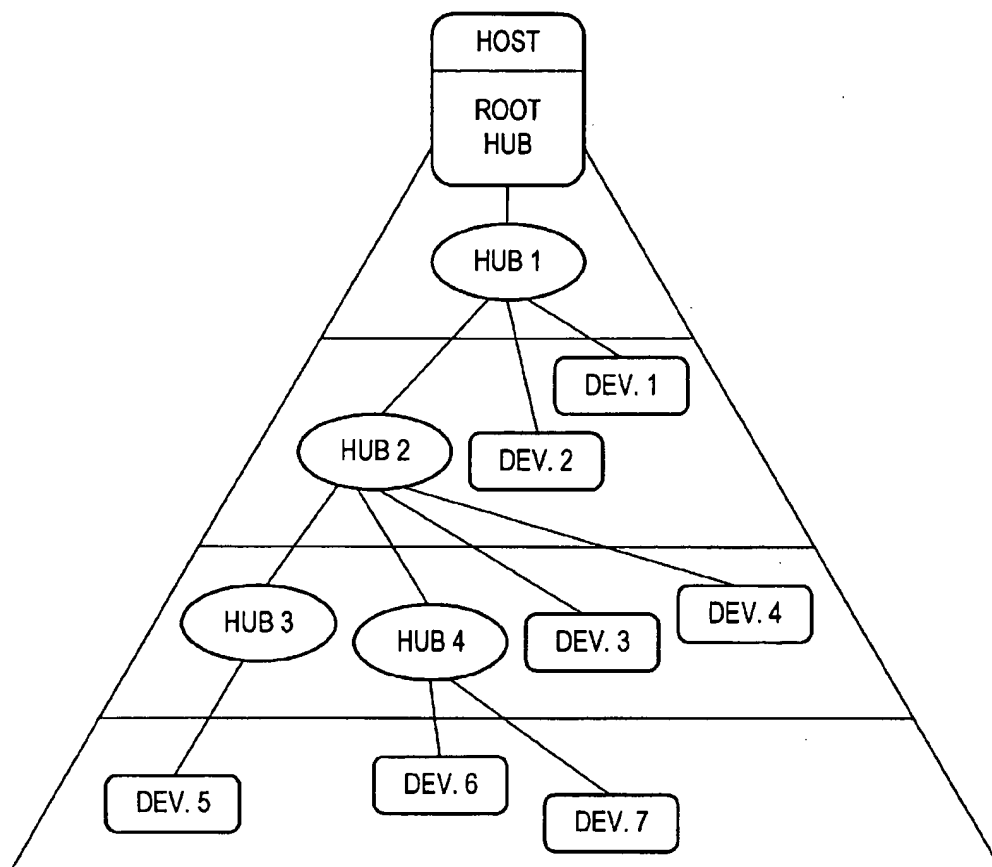 HOST
ROOT
HUB
HUB 1
DEV. 1
HUB 2
DEV. 2
HUB 3
HUB 4
DEV. 3
DEV. 4
DEV. 5
DEV. 6
DEV. 7